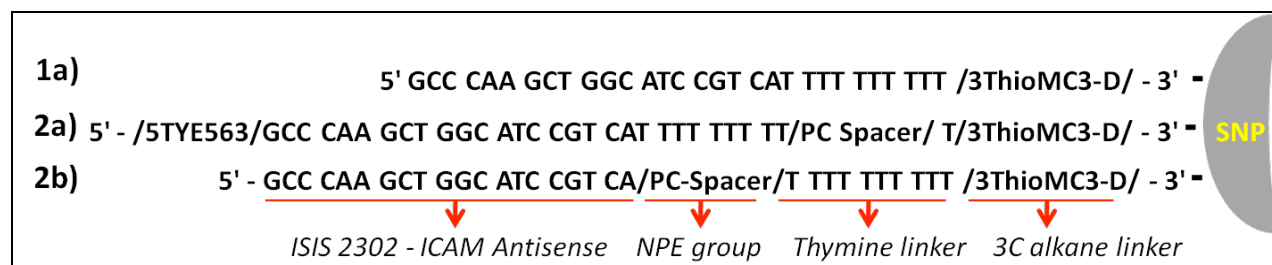 1a) 5' GCC CAA GCT GGC ATC CGT CAT TTT TTT TTT /3ThioMC3-D/ - 3' -
2a) 5' - /5TYE563/GCC CAA GCT GGC ATC CGT CAT TTT TTT TT/PC Spacer/ T/3ThioMC3-D/ - 3' - SNP
2b) 5' - GCC CAA GCT GGC ATC CGT CA/PC-Spacer/T TTT TTT TTT /3ThioMC3-D/ - 3' -
ISIS 2302 - ICAM Antisense NPE group Thymine linker 3C alkane linker